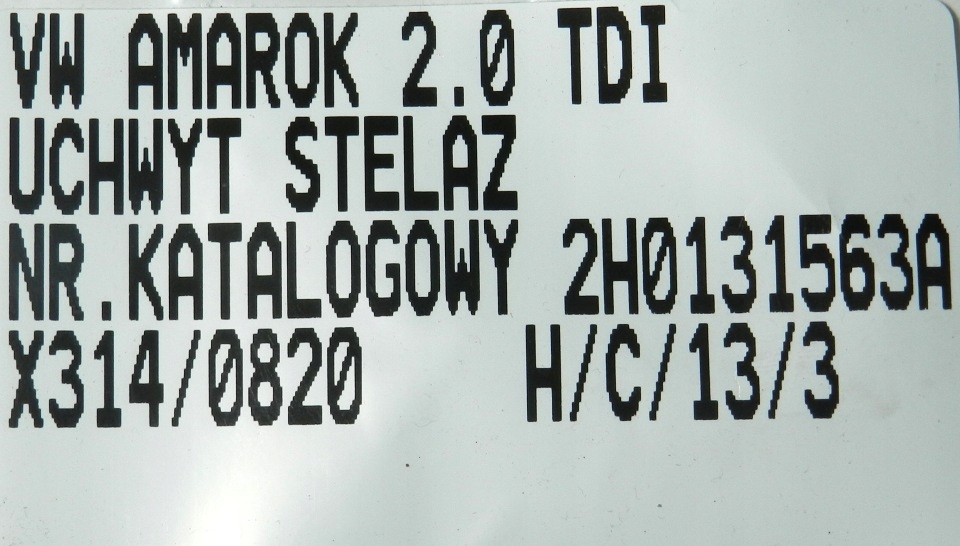 VW AMAROK 2.0 TDI
UCHWYT STELAZ
NR.KATALOGOWY 2H0131563A
X314/0820 H/C/13/3